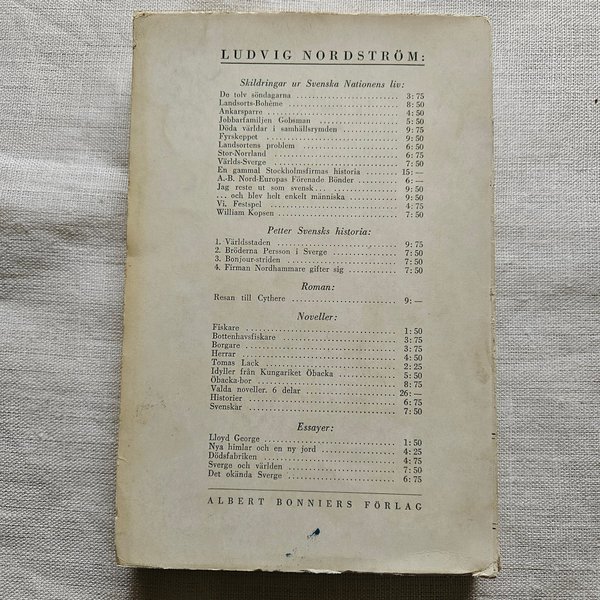 LUDVIG NORDSTRÖM:
Skildringar ur Svenska Nationens liv:
De tolv söndagarna 3:75
Landsorts-Bohême 8:50
Ankarsparre 4:50
Jobbarfamiljen Gobsman 5:50
Döda världar i samhällsrymden 9:75
Fyrskeppet 9:50
Landsortens problem 6:50
Stor-Norrland 6:75
Världs-Sverge 7:50
En gammal Stockholmsfirmas historia 15:—
A.-B. Nord-Europas Förenade Bönder 6:—
Jag reste ut som svensk... 9:50
... och blev helt enkelt människa 9:50
Vi, Festspel 4:75
William Kopsen 7:50
Petter Svensks historia:
1. Världsstaden 9:75
2. Bröderna Persson i Sverge 7:50
3. Bonjour-striden 7:50
4. Firman Nordhammare gifter sig 7:50
Roman:
Resan till Cythere 9:—
Noveller:
Fiskare 1:50
Bottenhavsfiskare 3:75
Borgare 3:75
Herrar 4:50
Tomas Lack 2:25
Idyller från Kungariket Öbacka 5:50
Öbacka-bor 8:75
Valda noveller. 6 delar 26:—
Historier 6:75
Svenskar 7:50
Essayer:
Lloyd George 1:50
Nya himlar och en ny jord 4:25
Dödsfabriken 4:75
Sverge och världen 7:50
Det okända Sverge 6:75
ALBERT BONNIERS FÖRLAG